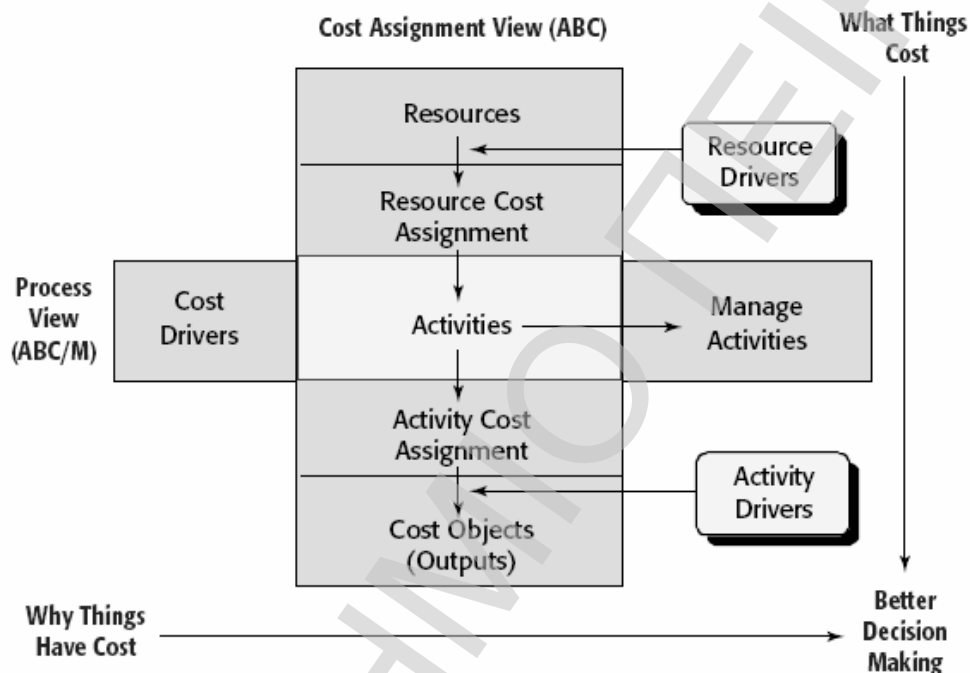 Cost Assignment View (ABC)
What Things
Cost
Resources
Resource
Drivers
Resource Cost
Assignment
Process
View
(ABC/M)
Cost
Drivers
Activities
Manage
Activities
Activity Cost
Assignment
Activity
Drivers
Cost Objects
(Outputs)
Why Things
Have Cost
Better
Decision
Making